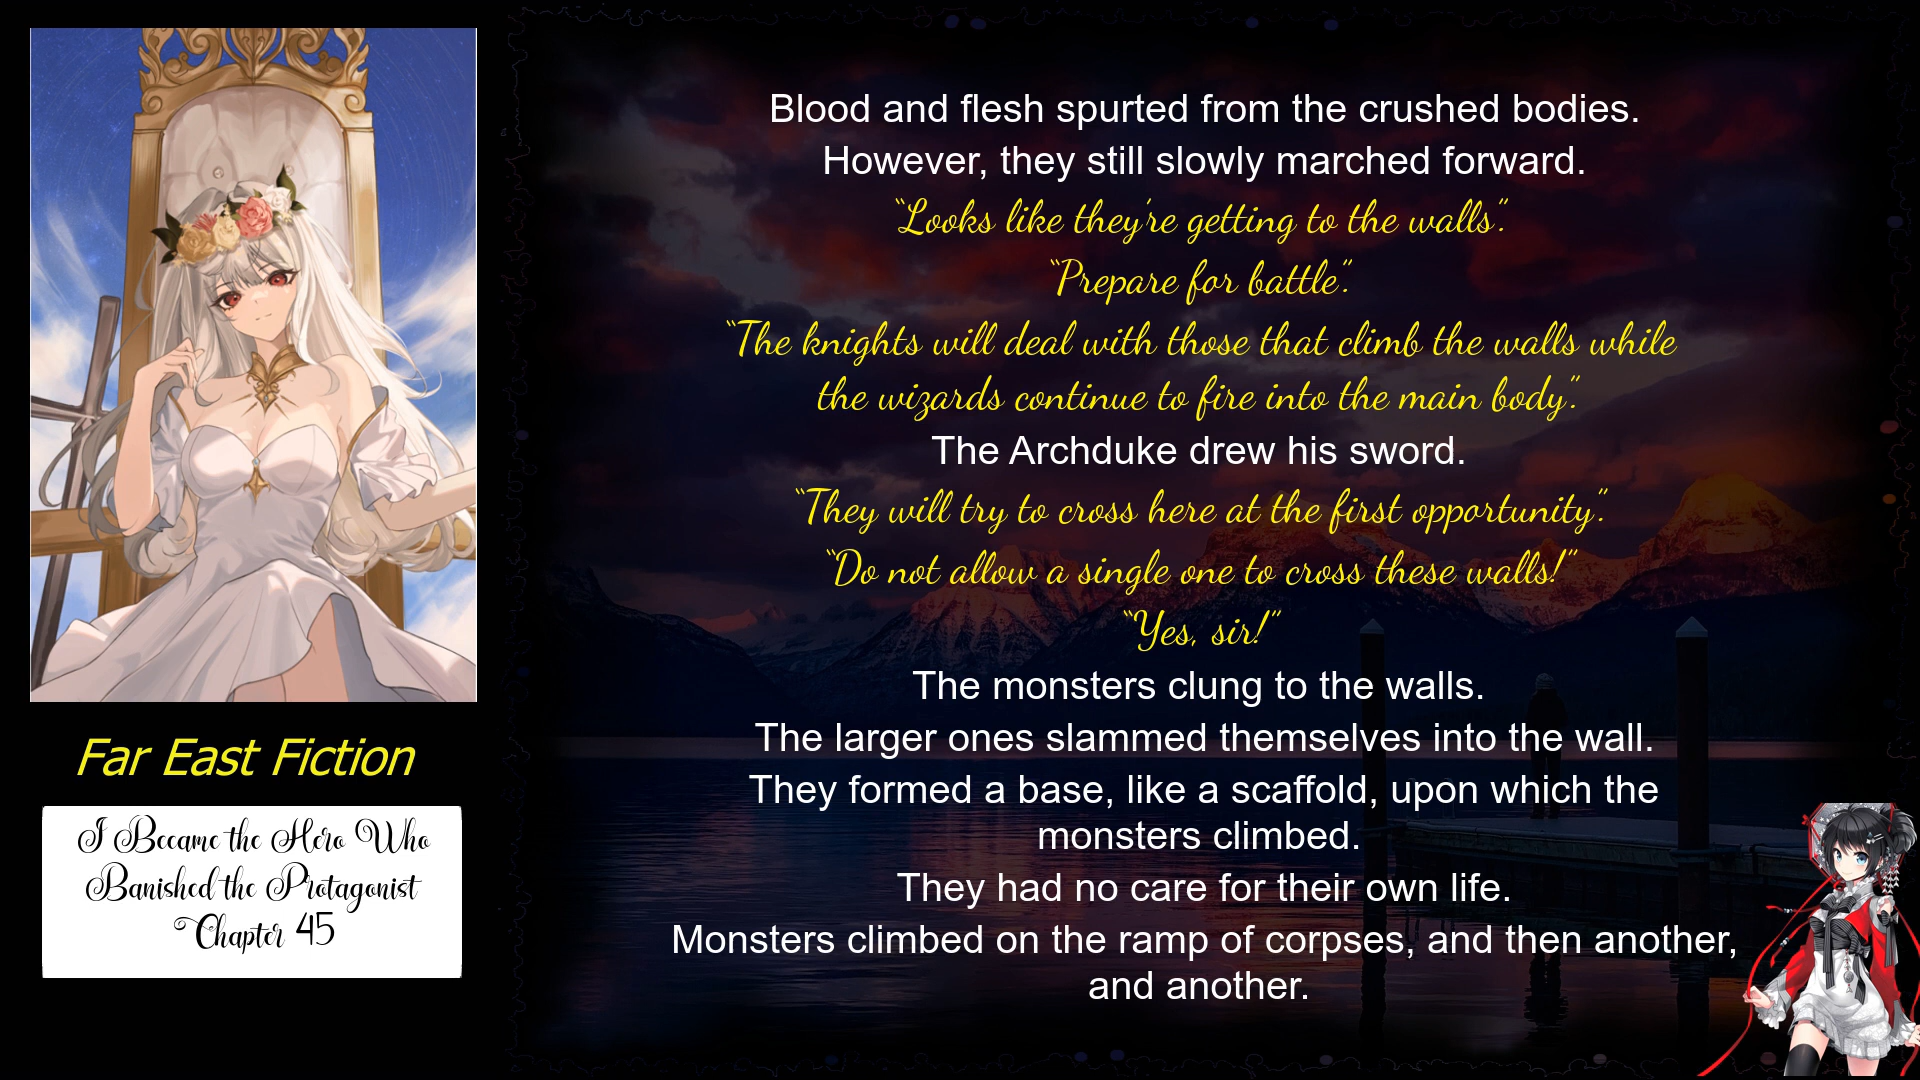 Blood and flesh spurted from the crushed bodies.
However, they still slowly marched forward.
“Looks like they’re getting to the walls”.
“Prepare for battle”.
“The knights will deal with those that climb the walls while
the wizards continue to fire into the main body”.
The Archduke drew his sword.
“They will try to cross here at the first opportunity”.
“Do not allow a single one to cross these walls!”
“Yes, sir!”
The monsters clung to the walls.
The larger ones slammed themselves into the wall.
They formed a base, like a scaffold, upon which the
monsters climbed.
They had no care for their own life.
Monsters climbed on the ramp of corpses, and then another,
and another.
Far East Fiction
I Became the Hero Who
Banished the Protagonist
Chapter 45